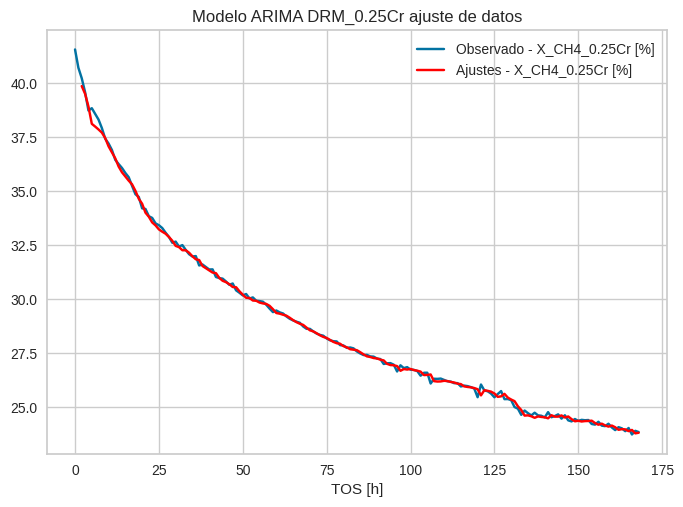 Modelo ARIMA DRM_0.25Cr ajuste de datos
Observado - X_CH4_0.25Cr [%]
Ajustes - X_CH4_0.25Cr [%]
40.0
37.5
35.0
32.5
30.0
27.5
25.0
0 25 50 75 100 125 150 175
TOS [h]